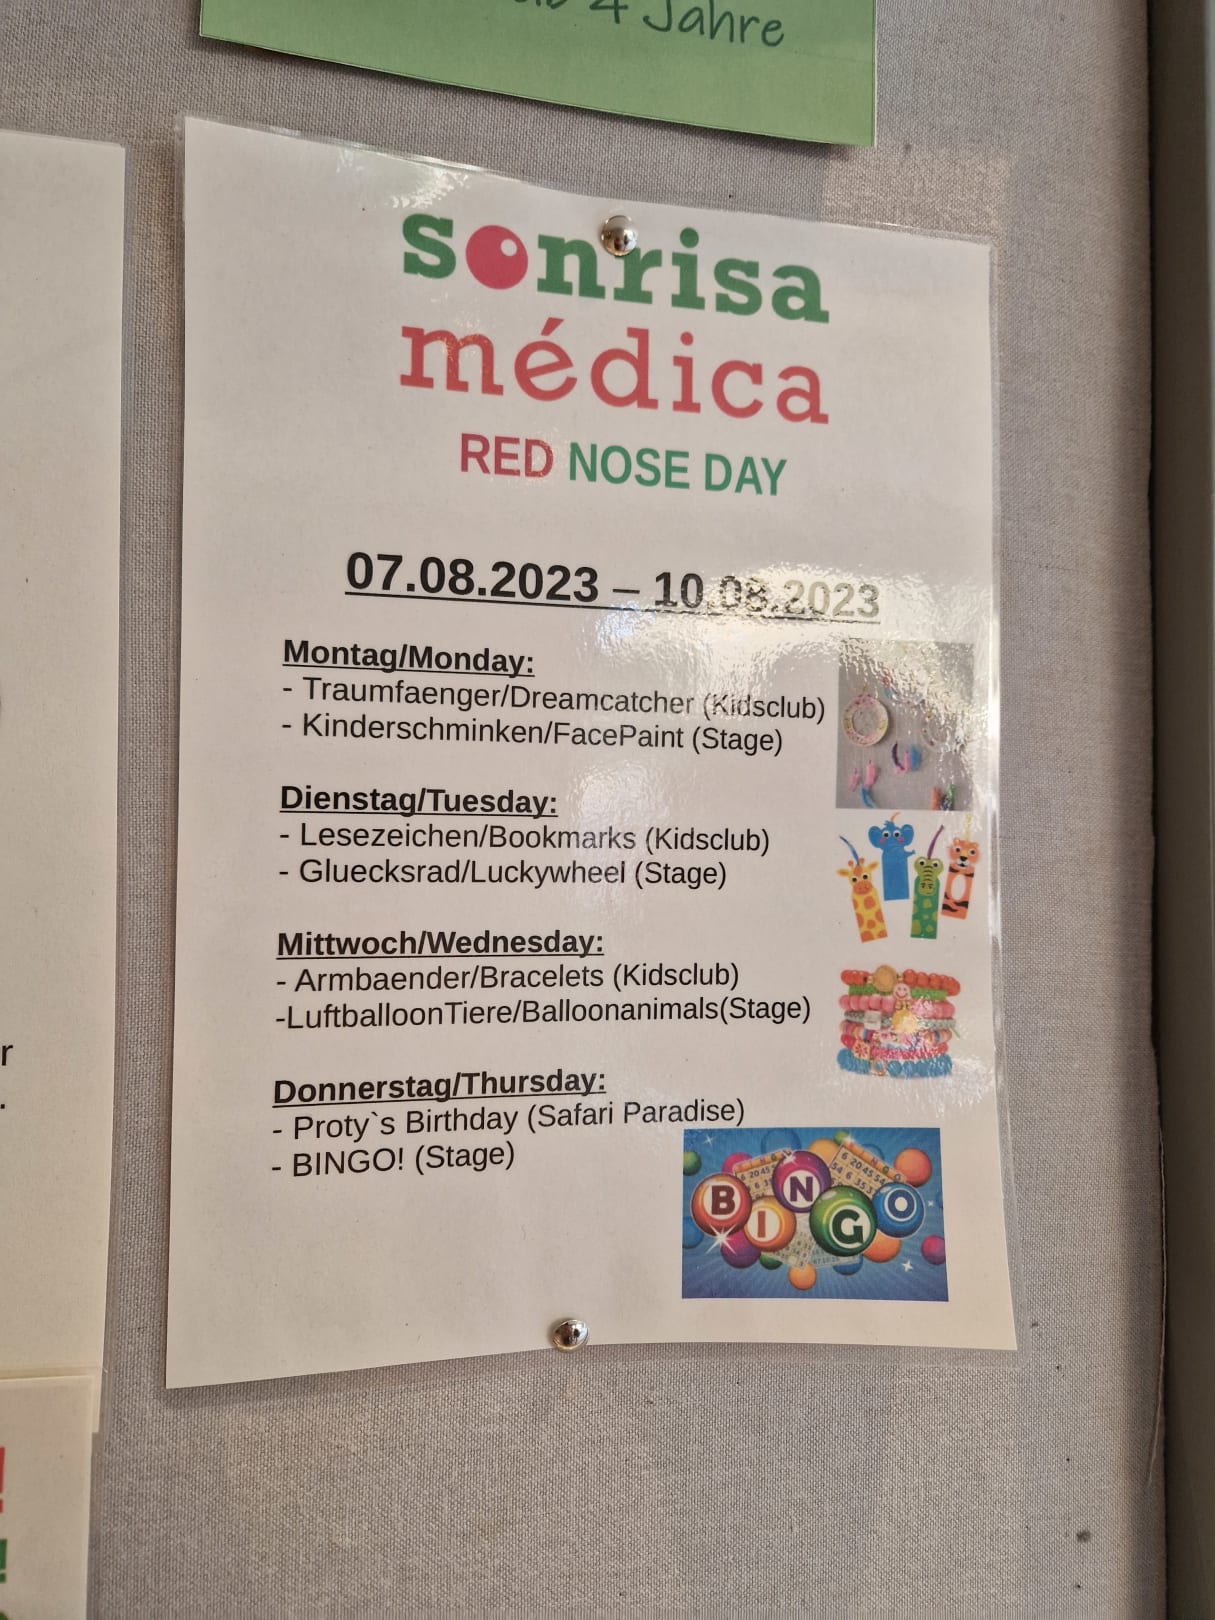 ab 4 Jahre
sonrisa
médica
RED NOSE DAY
07.08.2023 – 10.08.2023
Montag/Monday:
- Traumfaenger/Dreamcatcher (Kidsclub)
- Kinderschminken/FacePaint (Stage)
Dienstag/Tuesday:
- Lesezeichen/Bookmarks (Kidsclub)
- Gluecksrad/Luckywheel (Stage)
Mittwoch/Wednesday:
- Armbaender/Bracelets (Kidsclub)
-LuftballoonTiere/Balloonanimals(Stage)
Donnerstag/Thursday:
- Proty`s Birthday (Safari Paradise)
- BINGO! (Stage)
BINGO
r
.